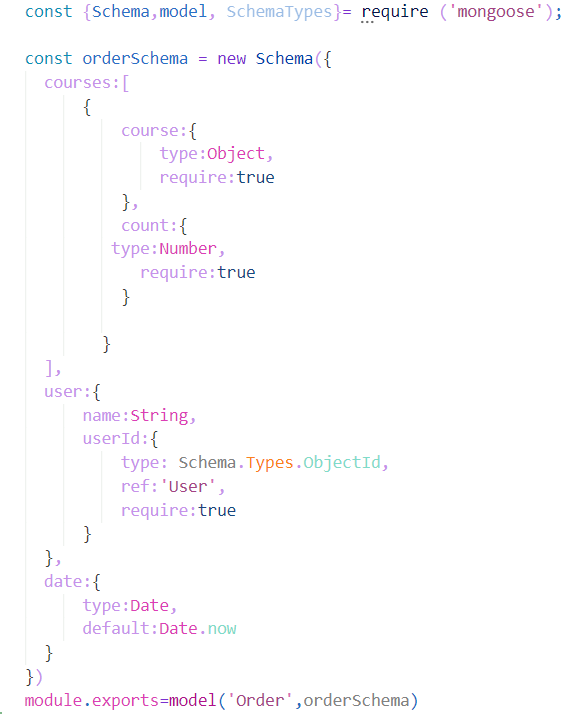 const {Schema,model, SchemaTypes}= require ('mongoose');
const orderSchema = new Schema({
courses:[
{
course:{
type:Object,
require:true
},
count:{
type:Number,
require:true
}
}
],
user:{
name:String,
userId:{
type: Schema.Types.ObjectId,
ref:'User',
require:true
}
},
date:{
type:Date,
default:Date.now
}
})
module.exports=model('Order',orderSchema)